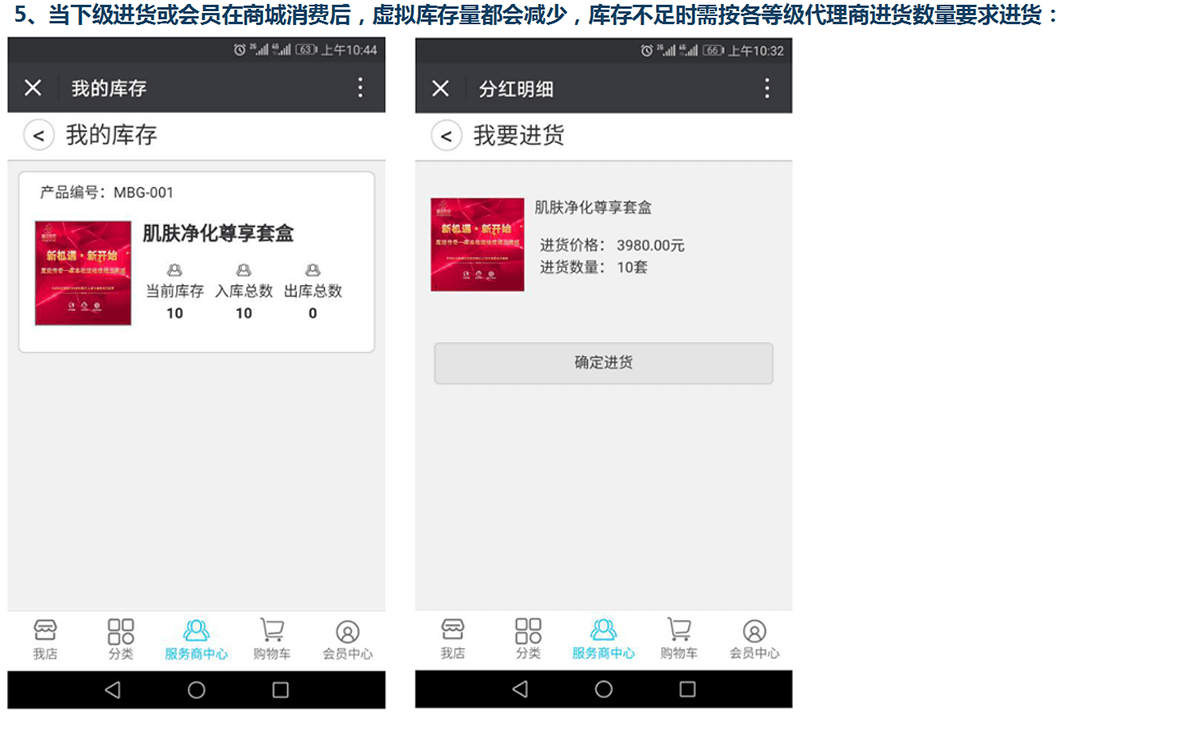 5、当下级进货或会员在商城消费后，虚拟库存量都会减少，库存不足时需按各等级代理商进货数量要求进货：
上午10:44
我的库存
我的库存
产品编号：MBG-001
新机遇·新开始
肌肤净化尊享套盒
当前库存 入库总数 出库总数
10 10 0
我店 分类 服务商中心 购物车 会员中心
上午10:32
分红明细
我要进货
新机遇·新开始
肌肤净化尊享套盒
进货价格： 3980.00元
进货数量： 10套
确定进货
我店 分类 服务商中心 购物车 会员中心